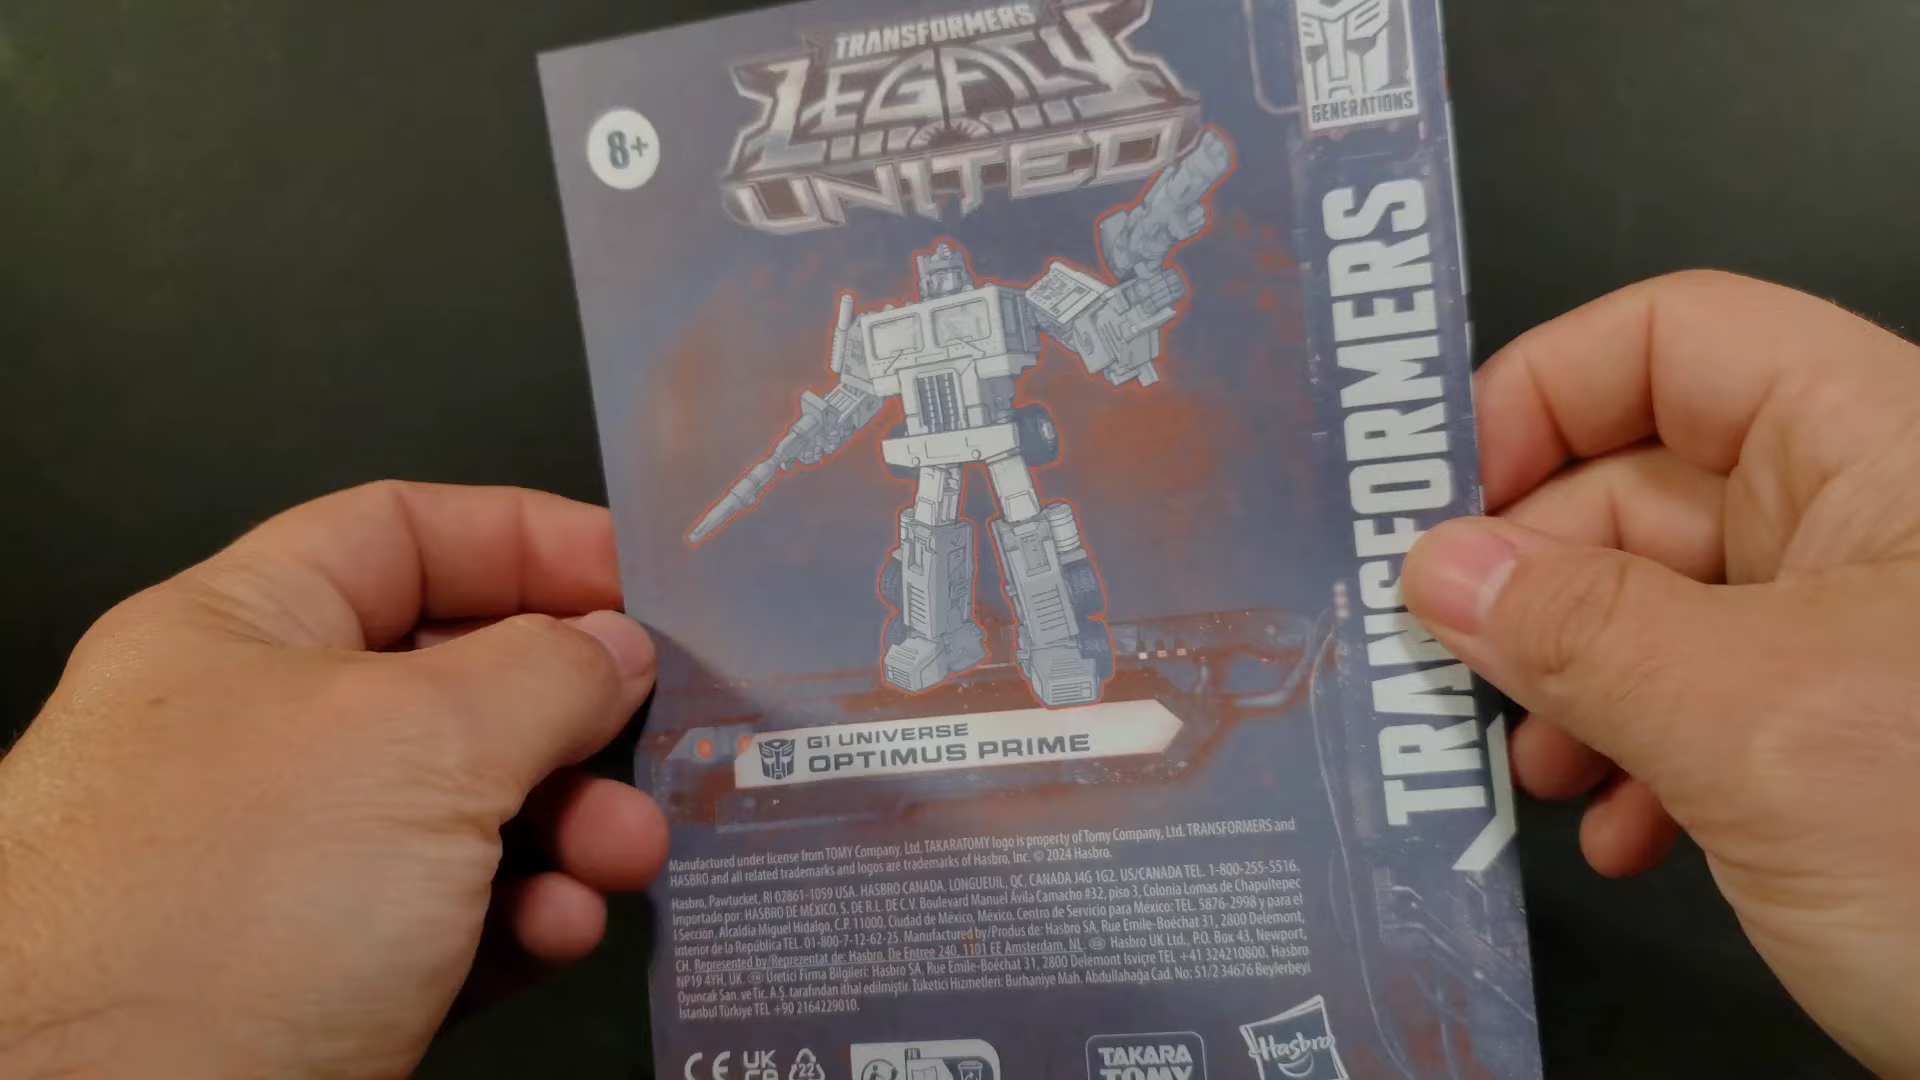 TRANSFORMERS
LEGACY
UNITED
8+
GENERATIONS
TRANSFORMERS
G1 UNIVERSE
OPTIMUS PRIME
Manufactured under license from TOMY Company, Ltd. TAKARATOMY logo is property of Tomy Company, Ltd. TRANSFORMERS and
HASBRO and all related trademarks and logos are trademarks of Hasbro, Inc. © 2024 Hasbro.
Hasbro, Pawtucket, RI 02861-1059 USA. HASBRO CANADA, LONGUEUIL, QC, CANADA J4G 1G2. US/CANADA TEL. 1-800-255-5516.
Importado por: HASBRO DE MÉXICO, S. DE R.L. DE C.V. Boulevard Manuel Ávila Camacho #32, piso 3, Colonia Lomas de Chapultepec
I Sección, Alcaldía Miguel Hidalgo, C.P. 11000, Ciudad de México, México. Centro de Servicio para México: TEL. 5876-2998 y para el
interior de la República TEL. 01-800-7-12-62-25. Manufactured by/Produs de: Hasbro SA, Rue Emile-Boéchat 31, 2800 Delémont,
CH. Represented by/Reprezentat de: Hasbro, De Entree 240, 1101 EE Amsterdam, NL. Hasbro UK Ltd., P.O. Box 43, Newport,
NP19 4YH, UK. Üretici Firma Bilgileri: Hasbro SA, Rue Emile-Boéchat 31, 2800 Delémont İsviçre TEL +41 324210800. Hasbro
Oyuncak San. ve Tic. A.Ş. tarafından ithal edilmiştir. Tüketici Hizmetleri: Burhaniye Mah. Abdullahağa Cad. No: 51/2 34676 Beylerbeyi
İstanbul Türkiye TEL +90 2164229010.
CE UK CA 22 FR
TAKARA
TOMY
Hasbro